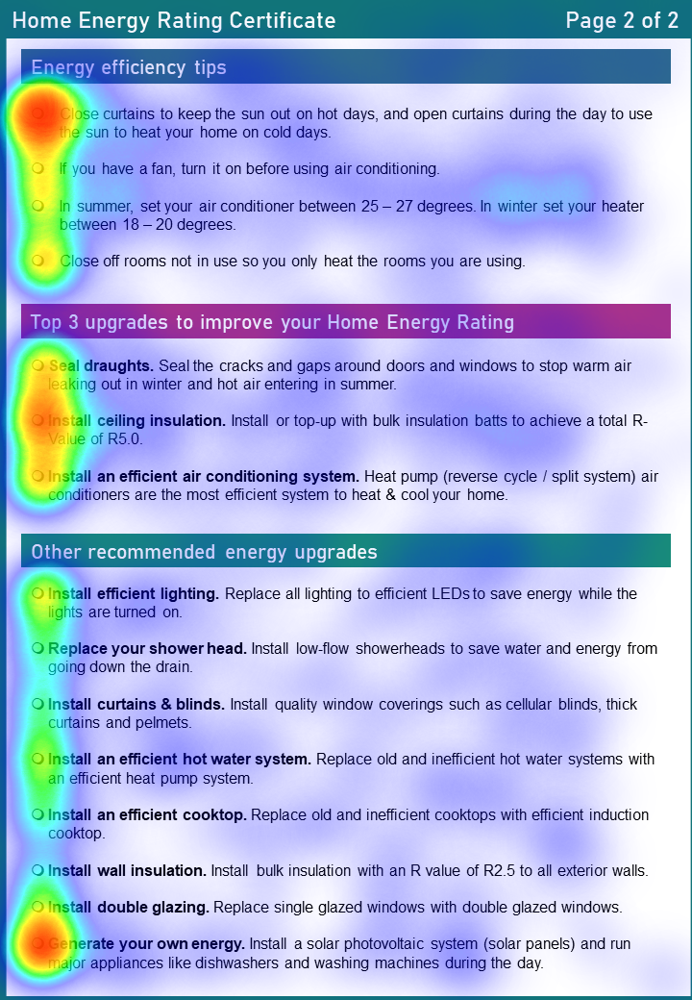 Home Energy Rating Certificate Page 2 of 2
Energy efficiency tips
Close curtains to keep the sun out on hot days, and open curtains during the day to use
the sun to heat your home on cold days.
If you have a fan, turn it on before using air conditioning.
In summer, set your air conditioner between 25 – 27 degrees. In winter set your heater
between 18 – 20 degrees.
Close off rooms not in use so you only heat the rooms you are using.
Top 3 upgrades to improve your Home Energy Rating
Seal draughts. Seal the cracks and gaps around doors and windows to stop warm air
leaking out in winter and hot air entering in summer.
Install ceiling insulation. Install or top-up with bulk insulation batts to achieve a total R-
Value of R5.0.
Install an efficient air conditioning system. Heat pump (reverse cycle / split system) air
conditioners are the most efficient system to heat & cool your home.
Other recommended energy upgrades
Install efficient lighting. Replace all lighting to efficient LEDs to save energy while the
lights are turned on.
Replace your shower head. Install low-flow showerheads to save water and energy from
going down the drain.
Install curtains & blinds. Install quality window coverings such as cellular blinds, thick
curtains and pelmets.
Install an efficient hot water system. Replace old and inefficient hot water systems with
an efficient heat pump system.
Install an efficient cooktop. Replace old and inefficient cooktops with efficient induction
cooktop.
Install wall insulation. Install bulk insulation with an R value of R2.5 to all exterior walls.
Install double glazing. Replace single glazed windows with double glazed windows.
Generate your own energy. Install a solar photovoltaic system (solar panels) and run
major appliances like dishwashers and washing machines during the day.